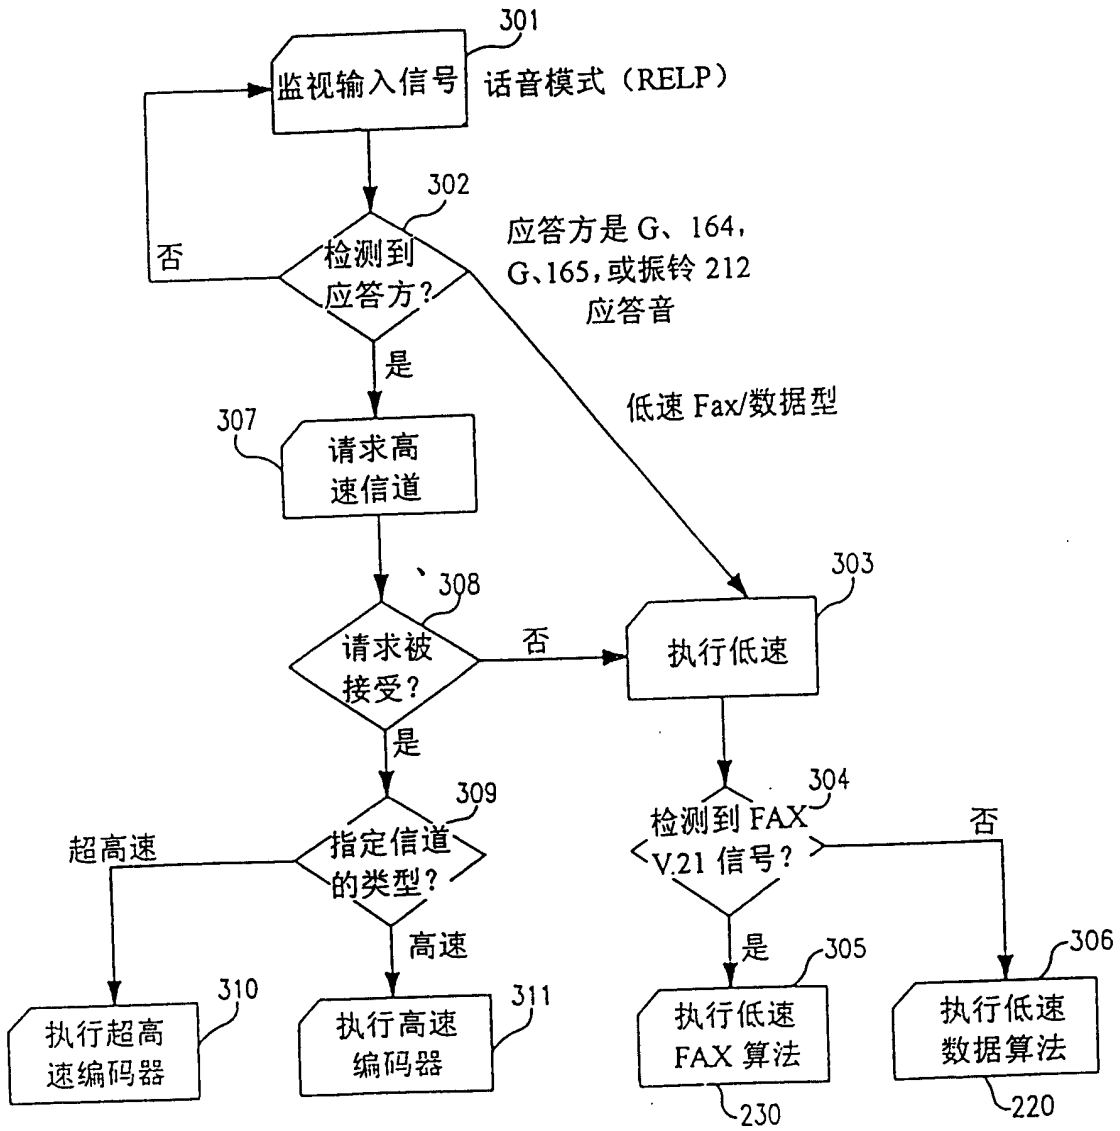 301
监视输入信号
话音模式（RELP）
302
否
检测到
应答方？
应答方是 G、164,
G、165,或振铃 212
应答音
是
低速 Fax/数据型
307
请求高
速信道
303
308
请求被
接受？
否
执行低速
是
304
309
检测到 FAX
V.21 信号？
否
超高速
指定信道
的类型？
高速
是
305
306
310
311
执行超高
速编码器
执行高速
编码器
执行低速
FAX 算法
执行低速
数据算法
230
220